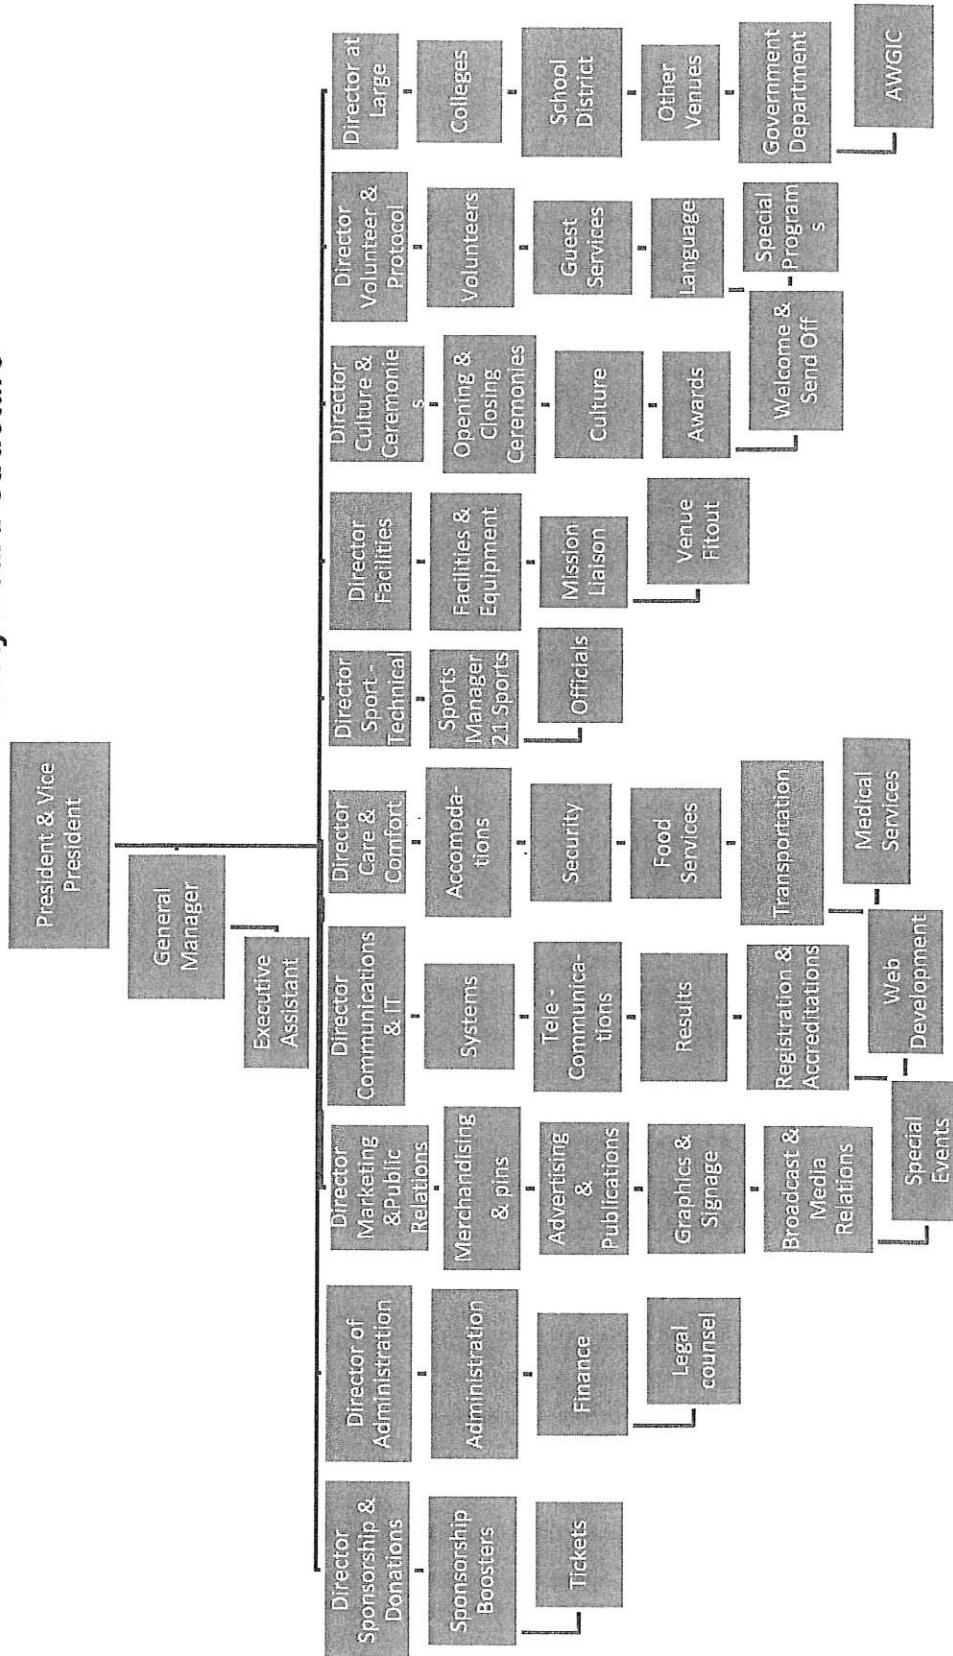 Structure
President & Vice
President
General
Manager
Executive
Assistant
Director
Sponsorship &
Donations
Sponsorship
Boosters
Tickets
Director of
Administration
Administration
Finance
Legal
counsel
Director
Marketing
&Public
Relations
Merchandising
& pins
Advertising
&
Publications
Graphics &
Signage
Broadcast &
Media
Relations
Special
Events
Director
Communications
& IT
Systems
Tele -
Communica-
tions
Results
Registration &
Accreditations
Web
Development
Director
Care &
Comfort
Accomoda-
tions
Security
Food
Services
Transportation
Medical
Services
Director
Sport -
Technical
Sports
Manager
21 Sports
Officials
Director
Facilities
Facilities &
Equipment
Mission
Liaison
Venue
Fitout
Director
Culture &
Ceremonie
s
Opening &
Closing
Ceremonies
Culture
Awards
Welcome &
Send Off
Director
Volunteer &
Protocol
Volunteers
Guest
Services
Language
Special
Program
s
Director at
Large
Colleges
School
District
Other
Venues
Government
Department
AWGIC